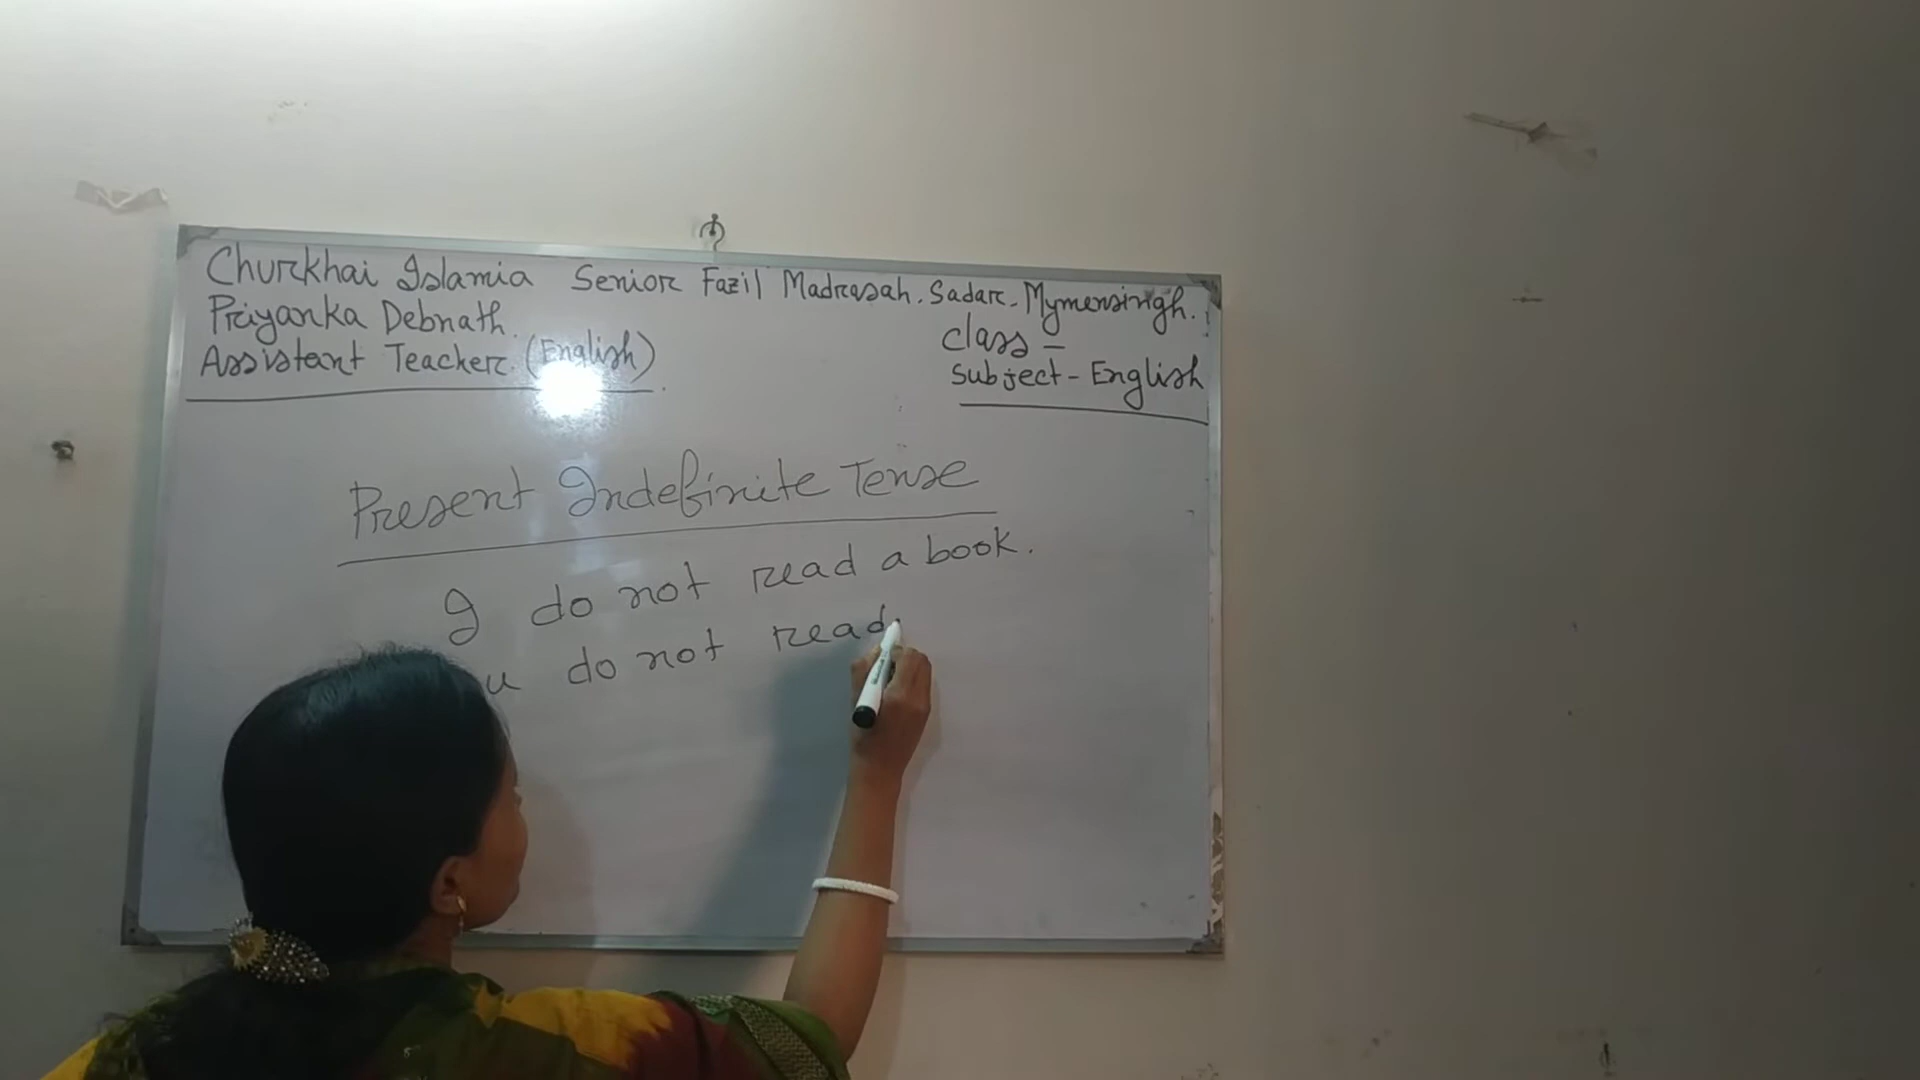 Churkhai Islamia Senior Fazil Madrasah. Sadar - Mymensingh.
Priyanka Debnath.
Assistant Teacher. (English)
Class -
Subject - English
Present Indefinite Tense
I do not read a book.
u do not read